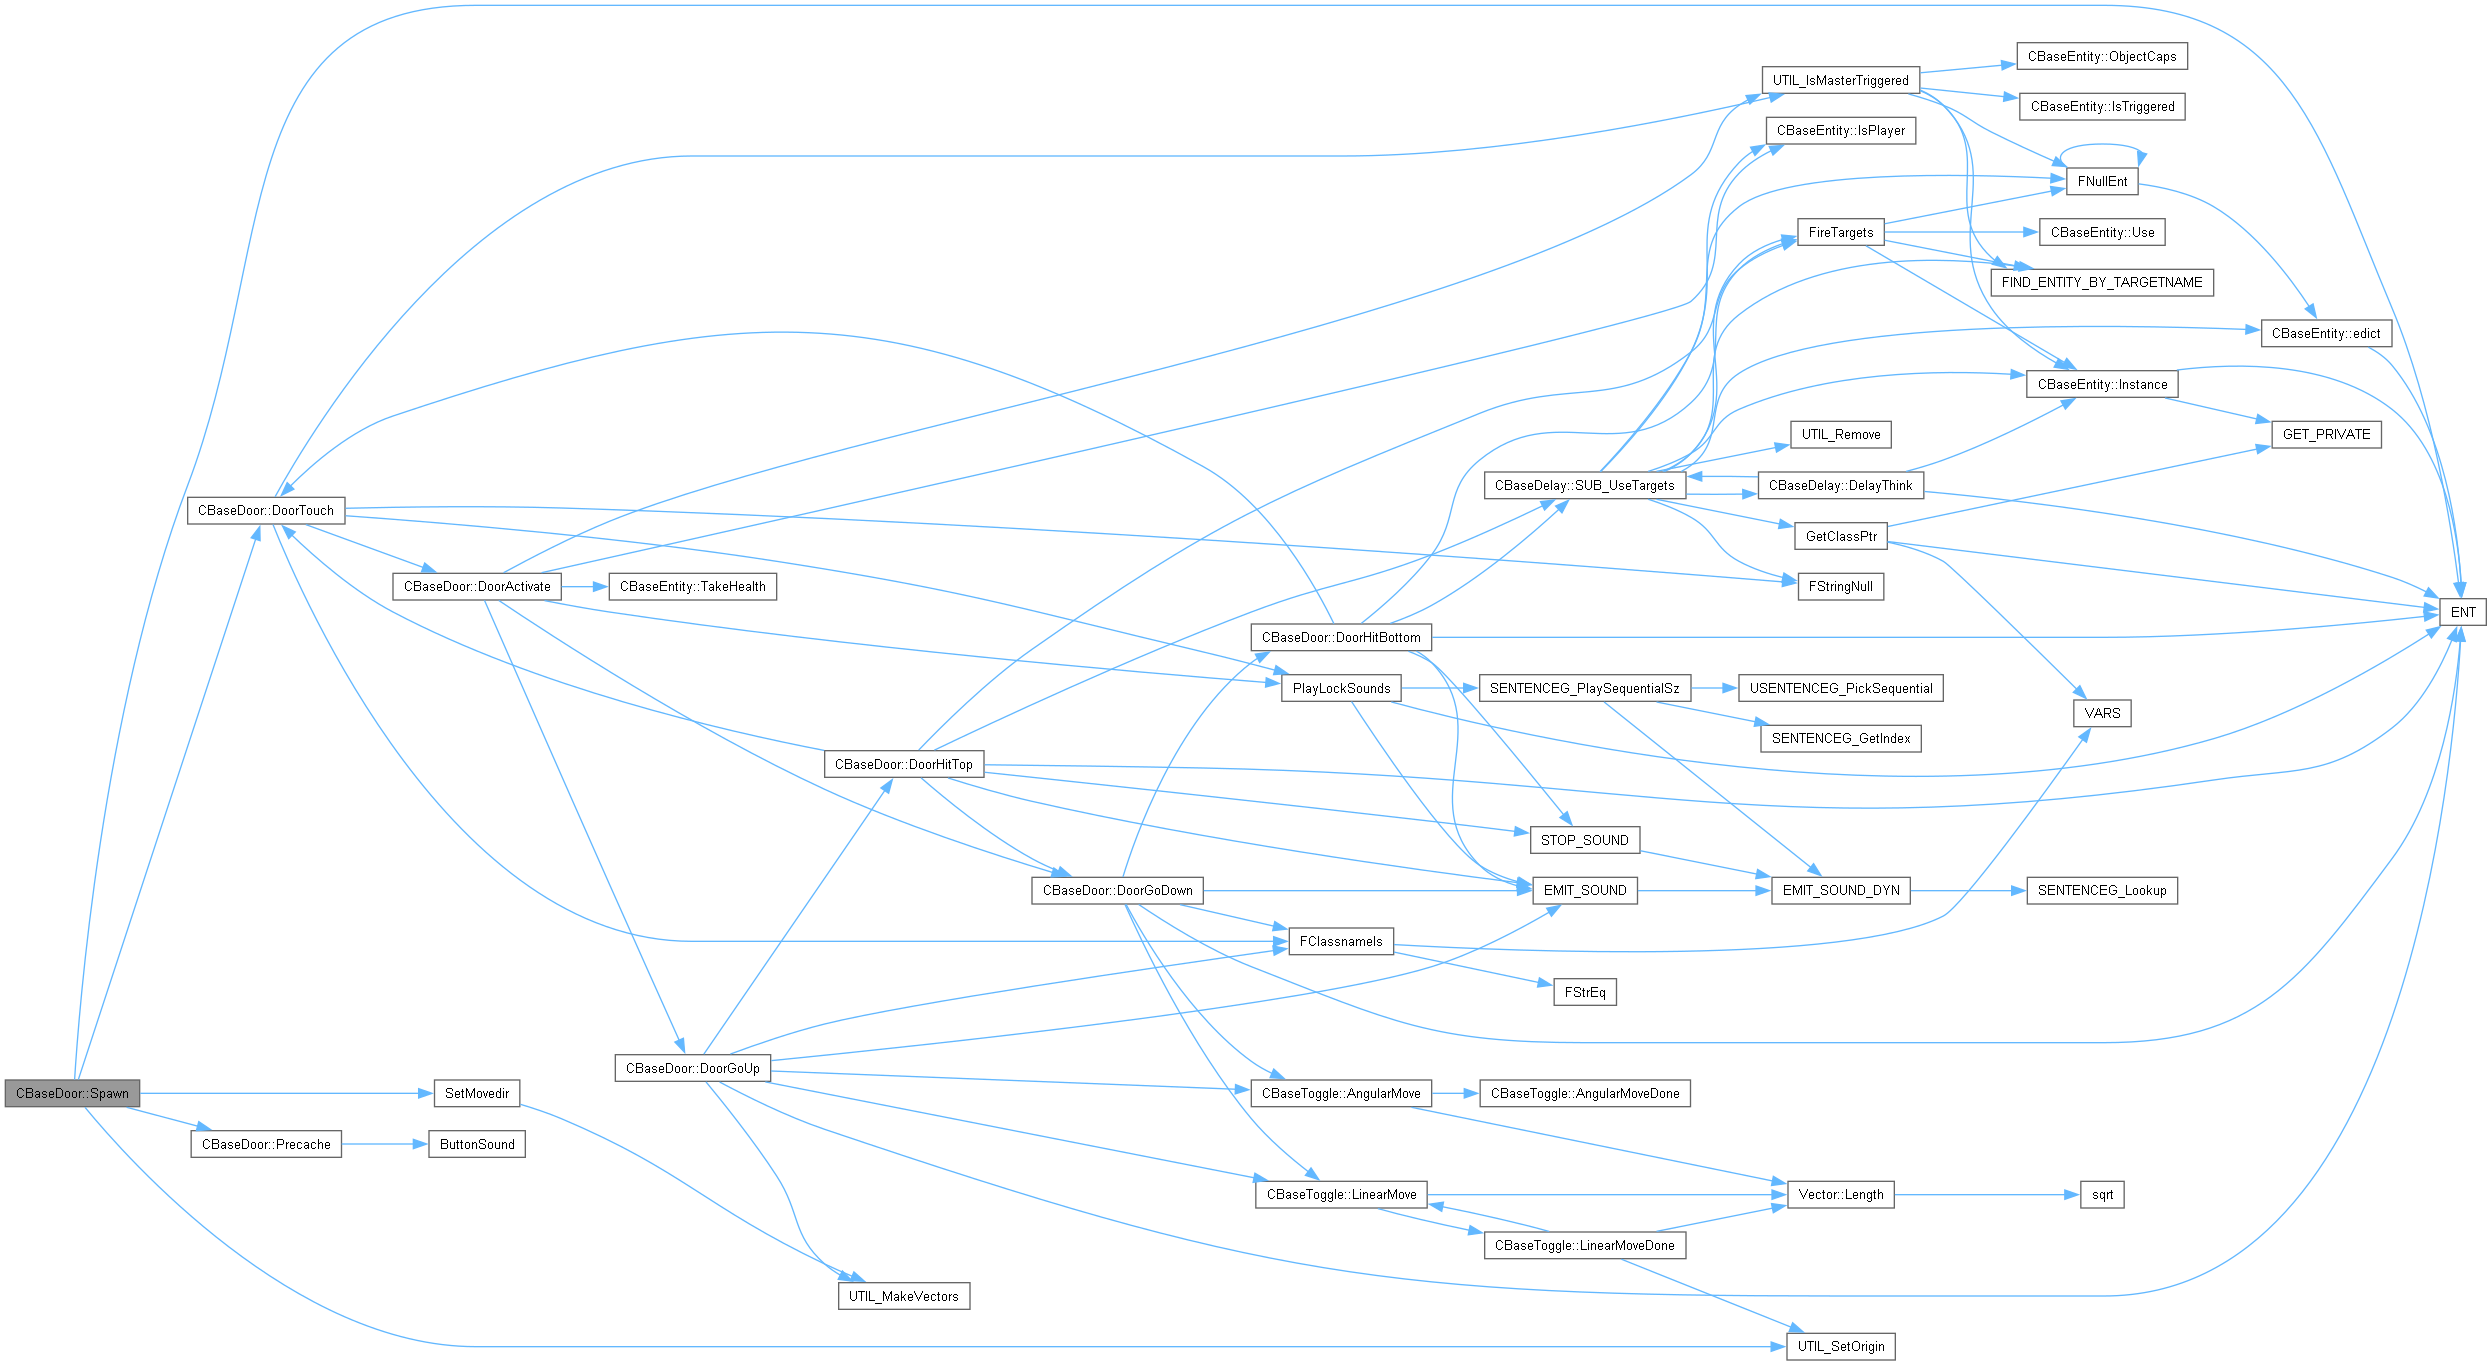 CBaseEntity::ObjectCaps
UTIL_IsMasterTriggered
CBaseEntity::IsTriggered
CBaseEntity::IsPlayer
FNullEnt
FireTargets
CBaseEntity::Use
FIND_ENTITY_BY_TARGETNAME
CBaseEntity::edict
CBaseEntity::Instance
UTIL_Remove
GET_PRIVATE
CBaseDelay::SUB_UseTargets
CBaseDelay::DelayThink
CBaseDoor::DoorTouch
GetClassPtr
CBaseDoor::DoorActivate
CBaseEntity::TakeHealth
FStringNull
ENT
CBaseDoor::DoorHitBottom
PlayLockSounds
SENTENCEG_PlaySequentialSz
USENTENCEG_PickSequential
VARS
SENTENCEG_GetIndex
CBaseDoor::DoorHitTop
STOP_SOUND
CBaseDoor::DoorGoDown
EMIT_SOUND
EMIT_SOUND_DYN
SENTENCEG_Lookup
FClassnameIs
FStrEq
CBaseDoor::DoorGoUp
CBaseDoor::Spawn
SetMovedir
CBaseToggle::AngularMove
CBaseToggle::AngularMoveDone
CBaseDoor::Precache
ButtonSound
CBaseToggle::LinearMove
Vector::Length
sqrt
CBaseToggle::LinearMoveDone
UTIL_MakeVectors
UTIL_SetOrigin